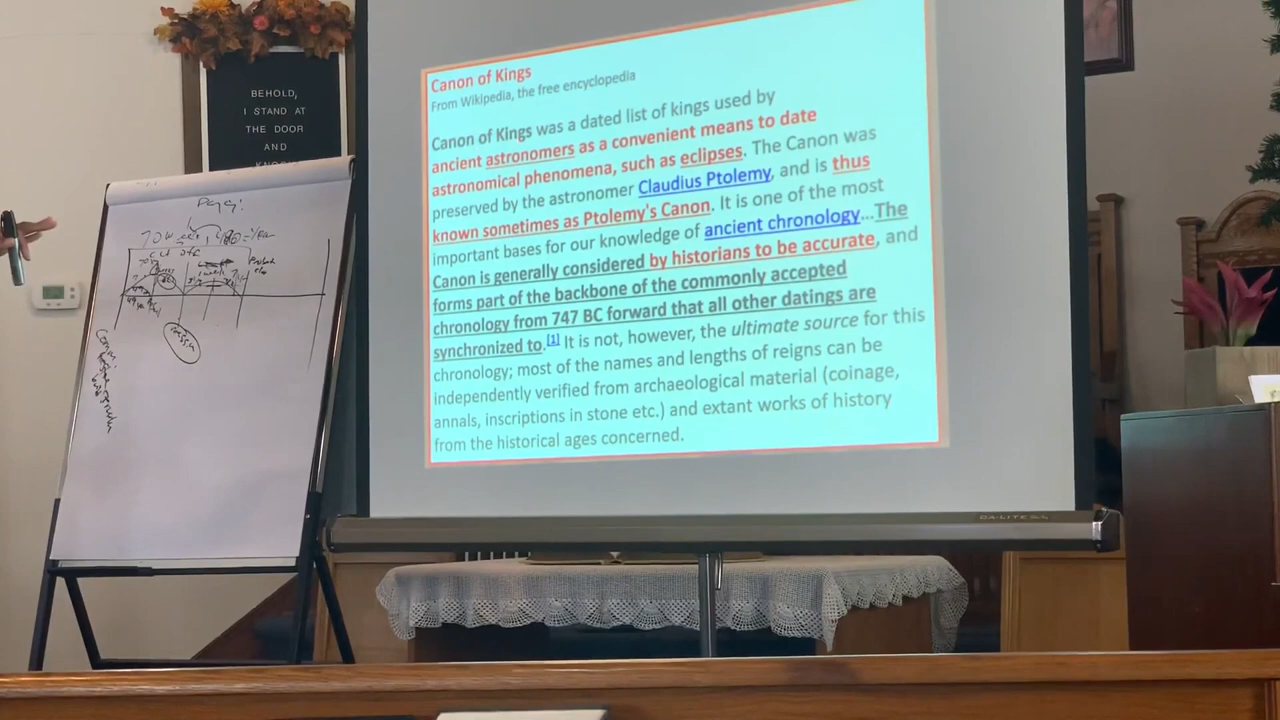 BEHOLD,
I STAND AT
THE DOOR
AND
Canon of Kings
From Wikipedia, the free encyclopedia
Canon of Kings was a dated list of kings used by
ancient astronomers as a convenient means to date
astronomical phenomena, such as eclipses. The Canon was
preserved by the astronomer Claudius Ptolemy, and is thus
known sometimes as Ptolemy's Canon. It is one of the most
important bases for our knowledge of ancient chronology...The
Canon is generally considered by historians to be accurate, and
forms part of the backbone of the commonly accepted
chronology from 747 BC forward that all other datings are
synchronized to.[1] It is not, however, the ultimate source for this
chronology; most of the names and lengths of reigns can be
independently verified from archaeological material (coinage,
annals, inscriptions in stone etc.) and extant works of history
from the historical ages concerned.
DA-LITE